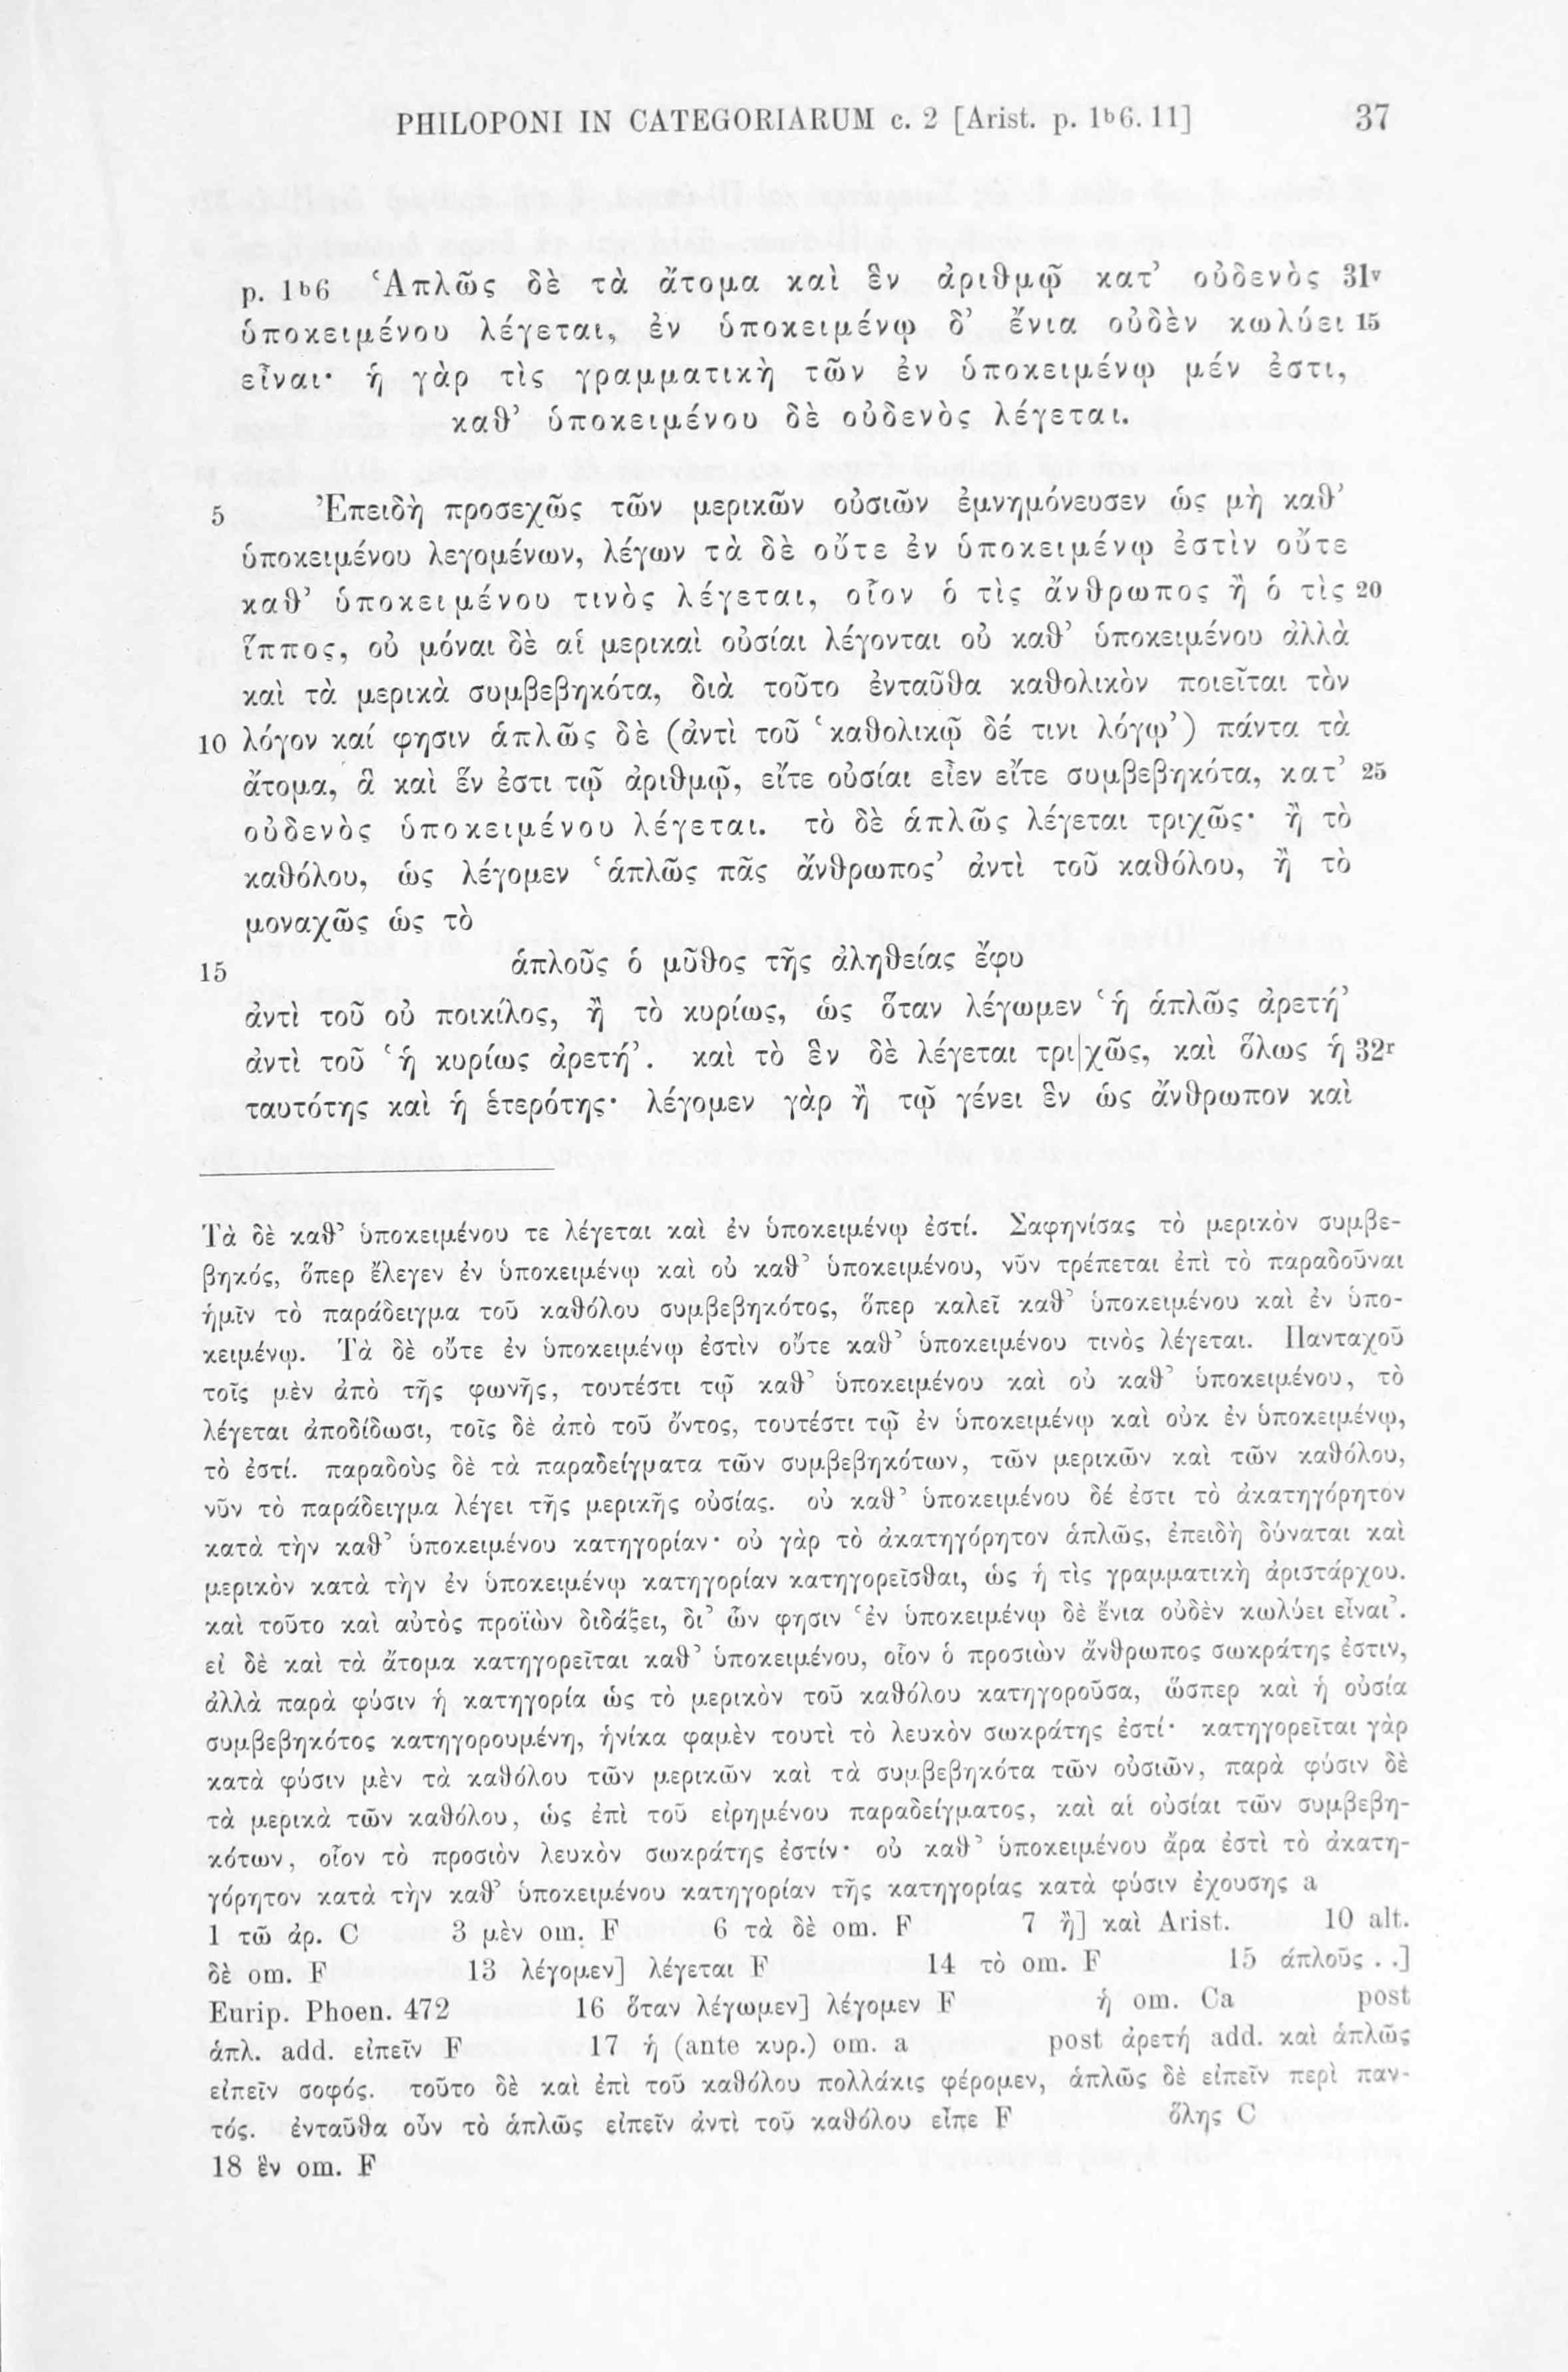 PHILOPONI IN CATEGORIARUM c. 2 [Arist. p. 1b6. 11] 37
p. 1b6 Ἁπλῶς δὲ τὰ ἄτομα καὶ ἓν ἀριθμῷ κατ’ οὐδενὸς 31v
ὑποκειμένου λέγεται, ἐν ὑποκειμένῳ δ’ ἔνια οὐδὲν κωλύει 15
εἶναι· ἡ γὰρ τὶς γραμματικὴ τῶν ἐν ὑποκειμένῳ μέν ἐστι,
καθ’ ὑποκειμένου δὲ οὐδενὸς λέγεται.
5 Ἐπειδὴ προσεχῶς τῶν μερικῶν οὐσιῶν ἐμνημόνευσεν ὡς μὴ καθ’
ὑποκειμένου λεγομένων, λέγων τὰ δὲ οὔτε ἐν ὑποκειμένῳ ἐστὶν οὔτε
καθ’ ὑποκειμένου τινὸς λέγεται, οἷον ὁ τὶς ἄνθρωπος ἢ ὁ τὶς 20
ἵππος, οὐ μόναι δὲ αἱ μερικαὶ οὐσίαι λέγονται οὐ καθ’ ὑποκειμένου ἀλλὰ
καὶ τὰ μερικὰ συμβεβηκότα, διὰ τοῦτο ἐνταῦθα καθολικὸν ποιεῖται τὸν
10 λόγον καί φησιν ἁπλῶς δὲ (ἀντὶ τοῦ ‘καθολικῷ δέ τινι λόγῳ’) πάντα τὰ
ἄτομα, ἃ καὶ ἕν ἐστι τῷ ἀριθμῷ, εἴτε οὐσίαι εἶεν εἴτε συμβεβηκότα, κατ’ 25
οὐδενὸς ὑποκειμένου λέγεται. τὸ δὲ ἁπλῶς λέγεται τριχῶς· ἢ τὸ
καθόλου, ὡς λέγομεν ‘ἁπλῶς πᾶς ἄνθρωπος’ ἀντὶ τοῦ καθόλου, ἢ τὸ
μοναχῶς ὡς τὸ
15 ἁπλοῦς ὁ μῦθος τῆς ἀληθείας ἔφυ
ἀντὶ τοῦ οὐ ποικίλος, ἢ τὸ κυρίως, ὡς ὅταν λέγωμεν ‘ἡ ἁπλῶς ἀρετή’
ἀντὶ τοῦ ‘ἡ κυρίως ἀρετή’. καὶ τὸ ἓν δὲ λέγεται τρι|χῶς, καὶ ὅλως ἡ 32r
ταυτότης καὶ ἡ ἑτερότης· λέγομεν γὰρ ἢ τῷ γένει ἓν ὡς ἄνθρωπον καὶ
Τὰ δὲ καθ’ ὑποκειμένου τε λέγεται καὶ ἐν ὑποκειμένῳ ἐστί. Σαφηνίσας τὸ μερικὸν συμβε-
βηκός, ὅπερ ἔλεγεν ἐν ὑποκειμένῳ καὶ οὐ καθ’ ὑποκειμένου, νῦν τρέπεται ἐπὶ τὸ παραδοῦναι
ἡμῖν τὸ παράδειγμα τοῦ καθόλου συμβεβηκότος, ὅπερ καλεῖ καθ’ ὑποκειμένου καὶ ἐν ὑπο-
κειμένῳ. Τὰ δὲ οὔτε ἐν ὑποκειμένῳ ἐστὶν οὔτε καθ’ ὑποκειμένου τινὸς λέγεται. Πανταχοῦ
τοῖς μὲν ἀπὸ τῆς φωνῆς, τουτέστι τῷ καθ’ ὑποκειμένου καὶ οὐ καθ’ ὑποκειμένου, τὸ
λέγεται ἀποδίδωσι, τοῖς δὲ ἀπὸ τοῦ ὄντος, τουτέστι τῷ ἐν ὑποκειμένῳ καὶ οὐκ ἐν ὑποκειμένῳ,
τὸ ἐστί. παραδοὺς δὲ τὰ παραδείγματα τῶν συμβεβηκότων, τῶν μερικῶν καὶ τῶν καθόλου,
νῦν τὸ παράδειγμα λέγει τῆς μερικῆς οὐσίας. οὐ καθ’ ὑποκειμένου δέ ἐστι τὸ ἀκατηγόρητον
κατὰ τὴν καθ’ ὑποκειμένου κατηγορίαν· οὐ γὰρ τὸ ἀκατηγόρητον ἁπλῶς, ἐπειδὴ δύναται καὶ
μερικὸν κατὰ τὴν ἐν ὑποκειμένῳ κατηγορίαν κατηγορεῖσθαι, ὡς ἡ τὶς γραμματικὴ ἀριστάρχου.
καὶ τοῦτο καὶ αὐτὸς προϊὼν διδάξει, δι’ ὧν φησιν ‘ἐν ὑποκειμένῳ δὲ ἔνια οὐδὲν κωλύει εἶναι’.
εἰ δὲ καὶ τὰ ἄτομα κατηγορεῖται καθ’ ὑποκειμένου, οἷον ὁ προσιὼν ἄνθρωπος σωκράτης ἐστιν,
ἀλλὰ παρὰ φύσιν ἡ κατηγορία ὡς τὸ μερικὸν τοῦ καθόλου κατηγοροῦσα, ὥσπερ καὶ ἡ οὐσία
συμβεβηκότος κατηγορουμένη, ἡνίκα φαμὲν τουτὶ τὸ λευκὸν σωκράτης ἐστί· κατηγορεῖται γὰρ
κατὰ φύσιν μὲν τὰ καθόλου τῶν μερικῶν καὶ τὰ συμβεβηκότα τῶν οὐσιῶν, παρὰ φύσιν δὲ
τὰ μερικὰ τῶν καθόλου, ὡς ἐπὶ τοῦ εἰρημένου παραδείγματος, καὶ αἱ οὐσίαι τῶν συμβεβη-
κότων, οἷον τὸ προσιὸν λευκὸν σωκράτης ἐστίν· οὐ καθ’ ὑποκειμένου ἄρα ἐστὶ τὸ ἀκατη-
γόρητον κατὰ τὴν καθ’ ὑποκειμένου κατηγορίαν τῆς κατηγορίας κατὰ φύσιν ἐχουσης a
1 τῶ ἀρ. C 3 μὲν om. F 6 τὰ δὲ om. F 7 ἢ] καὶ Arist. 10 alt.
δὲ om. F 13 λέγομεν] λέγεται F 14 τὸ om. F 15 ἁπλοῦς . .]
Eurip. Phoen. 472 16 ὅταν λέγωμεν] λέγομεν F ἡ om. Ca post
ἁπλ. add. εἰπεῖν F 17 ἡ (ante κυρ.) om. a post ἀρετή add. καὶ ἁπλῶς
εἰπεῖν σοφός. τοῦτο δὲ καὶ ἐπὶ τοῦ καθόλου πολλάκις φέρομεν, ἁπλῶς δὲ εἰπεῖν περὶ παν-
τός. ἐνταῦθα οὖν τὸ ἁπλῶς εἰπεῖν ἀντὶ τοῦ καθόλου εἶπε F ὅλης C
18 ἓν om. F